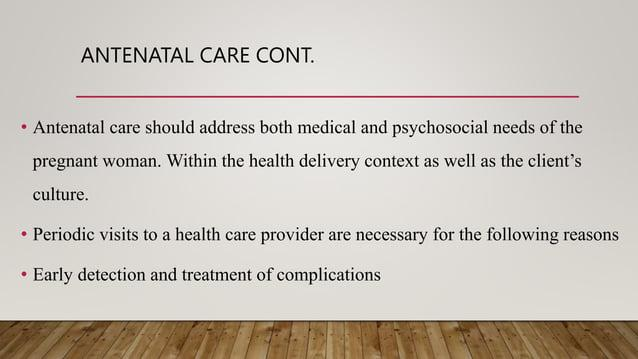 ANTENATAL CARE CONT.
• Antenatal care should address both medical and psychosocial needs of the
pregnant woman. Within the health delivery context as well as the client’s
culture.
• Periodic visits to a health care provider are necessary for the following reasons
• Early detection and treatment of complications